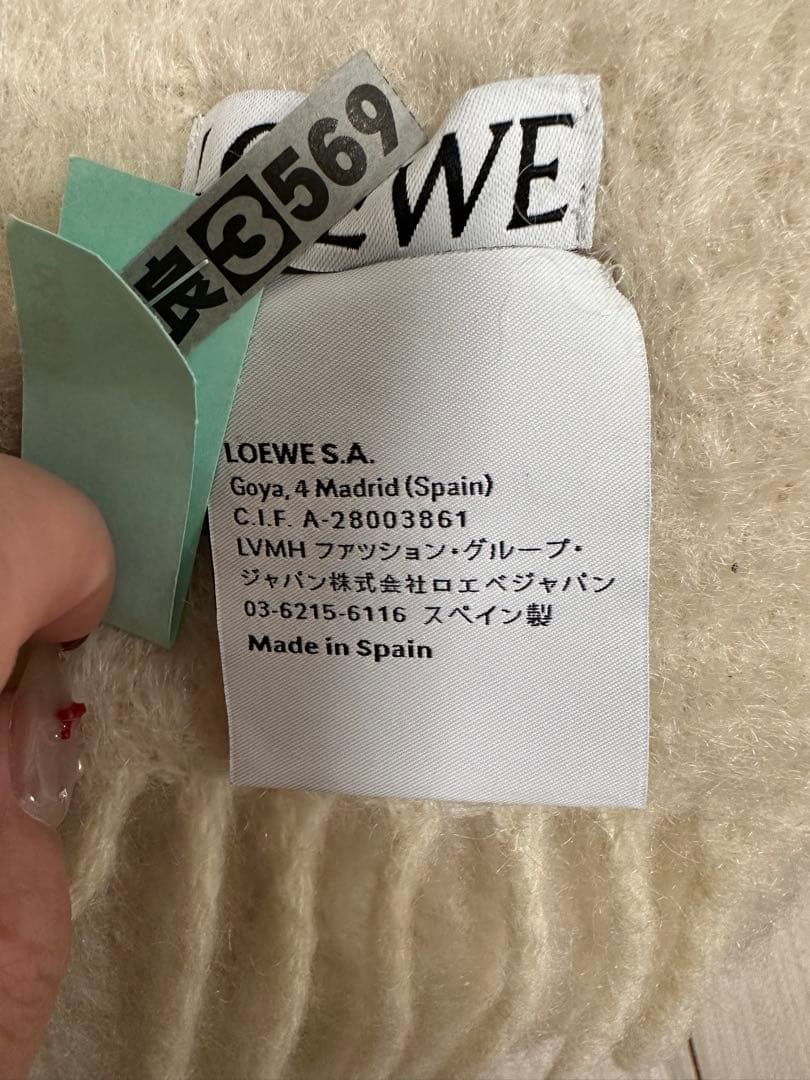 3569
EWE
LOEWE S.A.
Goya, 4 Madrid (Spain)
C.I.F. A-28003861
LVMH ファッション・グループ・
ジャパン株式会社ロエベジャパン
03-6215-6116 スペイン製
Made in Spain